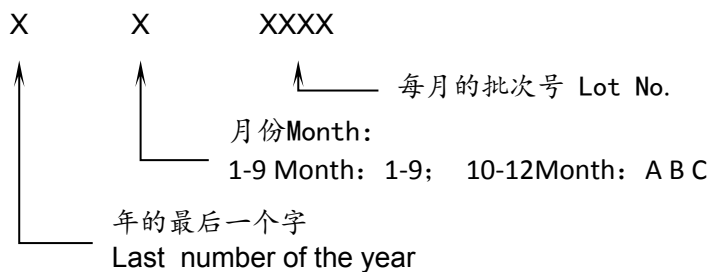 X X XXXX
每月的批次号 Lot No.
月份Month：
1-9 Month：1-9； 10-12Month：A B C
年的最后一个字
Last number of the year